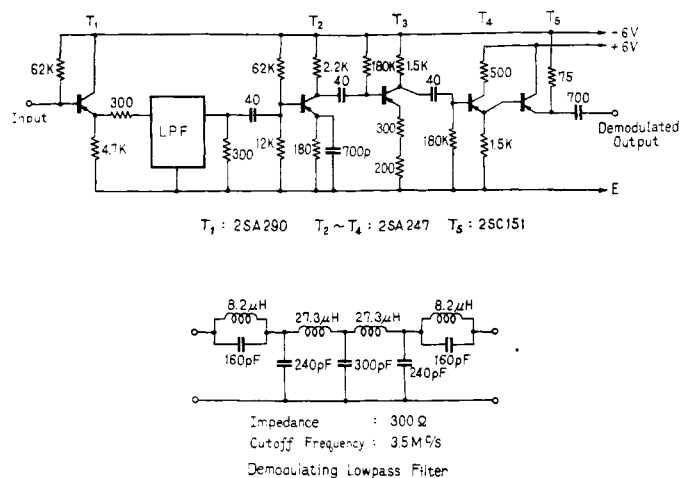 T1 T2 T3 T4 T5
-6V
+6V
62K 62K 2.2K 180K 1.5K 500 75
40 40 700
300 40
Input LPF Demodulated Output
4.7K 300 12K 180 700p 300 200 180K 1.5K
E
T1 : 2SA290 T2 ~ T4 : 2SA247 T5 : 2SC151
8.2μH 27.3μH 27.3μH 8.2μH
160pF 240pF 300pF 240pF 160pF
Impedance : 300 Ω
Cutoff Frequency : 3.5 M c/s
Demodulating Lowpass Filter